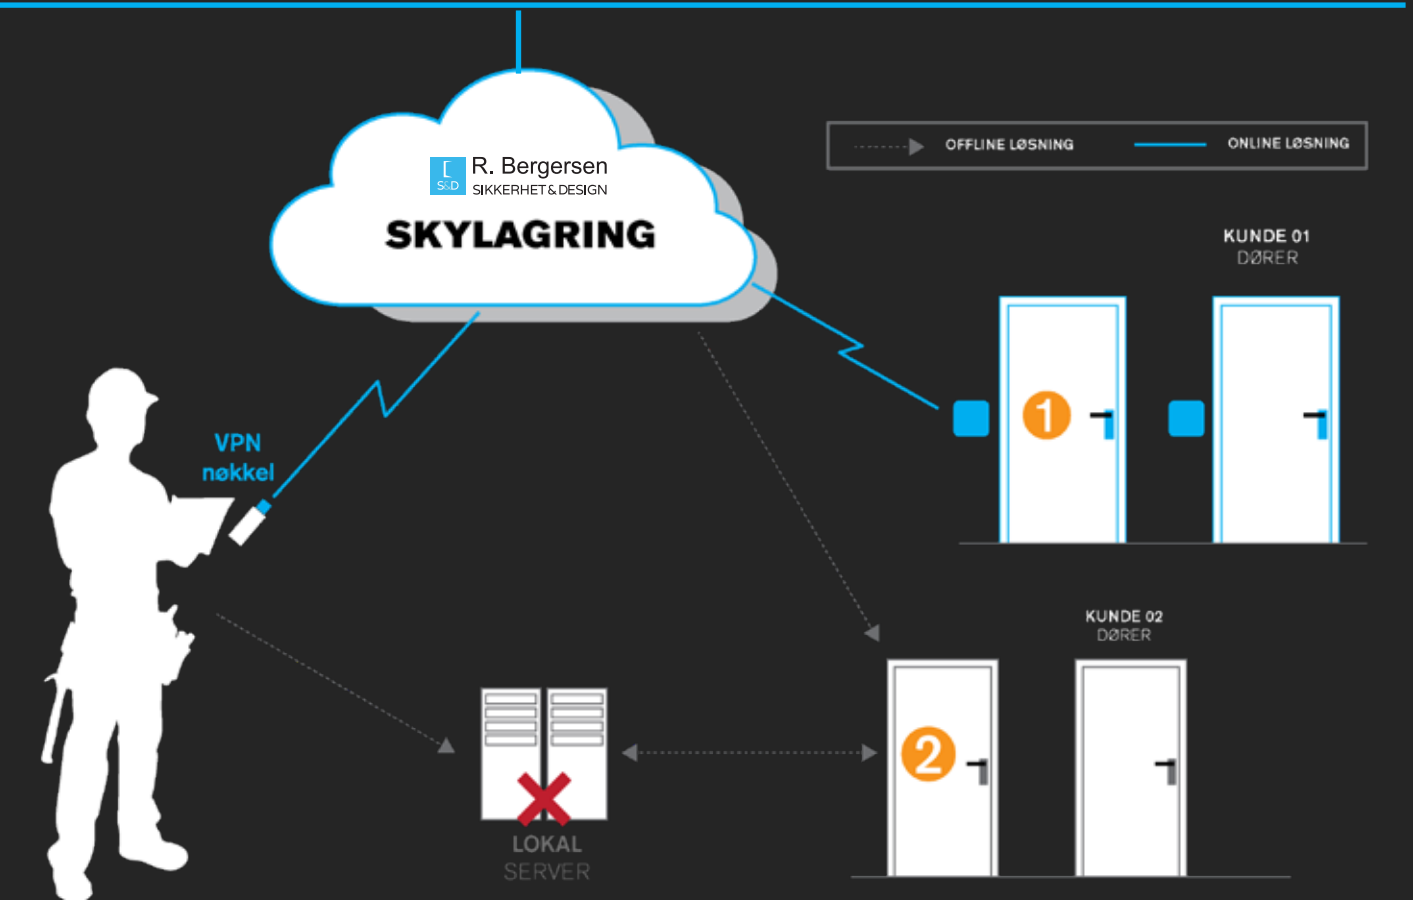 S&D
R. Bergersen
SIKKERHET & DESIGN
SKYLAGRING
OFFLINE LØSNING
ONLINE LØSNING
KUNDE 01
DØRER
1
VPN
nøkkel
KUNDE 02
DØRER
2
LOKAL
SERVER